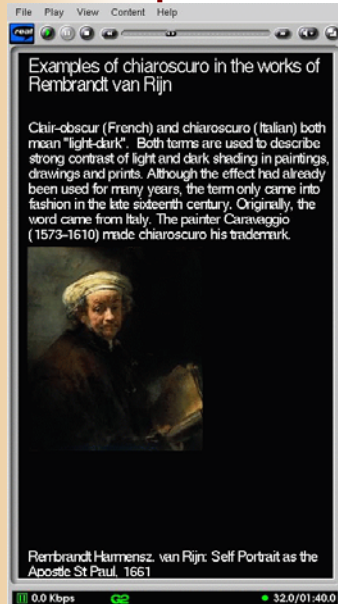 File Play View Content Help
real
Examples of chiaroscuro in the works of
Rembrandt van Rijn
Clair-obscur (French) and chiaroscuro (Italian) both
mean "light-dark". Both terms are used to describe
strong contrast of light and dark shading in paintings,
drawings and prints. Although the effect had already
been used for many years, the term only came into
fashion in the late sixteenth century. Originally, the
word came from Italy. The painter Caravaggio
(1573–1610) made chiaroscuro his trademark.
Rembrandt Harmensz. van Rijn: Self Portrait as the
Apostle St Paul, 1661
0.0 Kbps G2 32.0/01:40.0